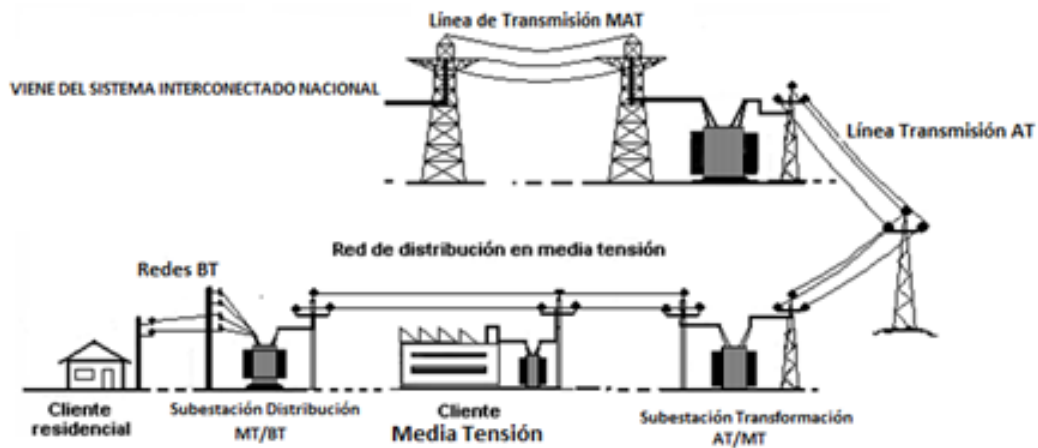 Línea de Transmisión MAT
VIENE DEL SISTEMA INTERCONECTADO NACIONAL
Línea Transmisión AT
Red de distribución en media tensión
Redes BT
Cliente
residencial
Subestación Distribución
MT/BT
Cliente
Media Tensión
Subestación Transformación
AT/MT